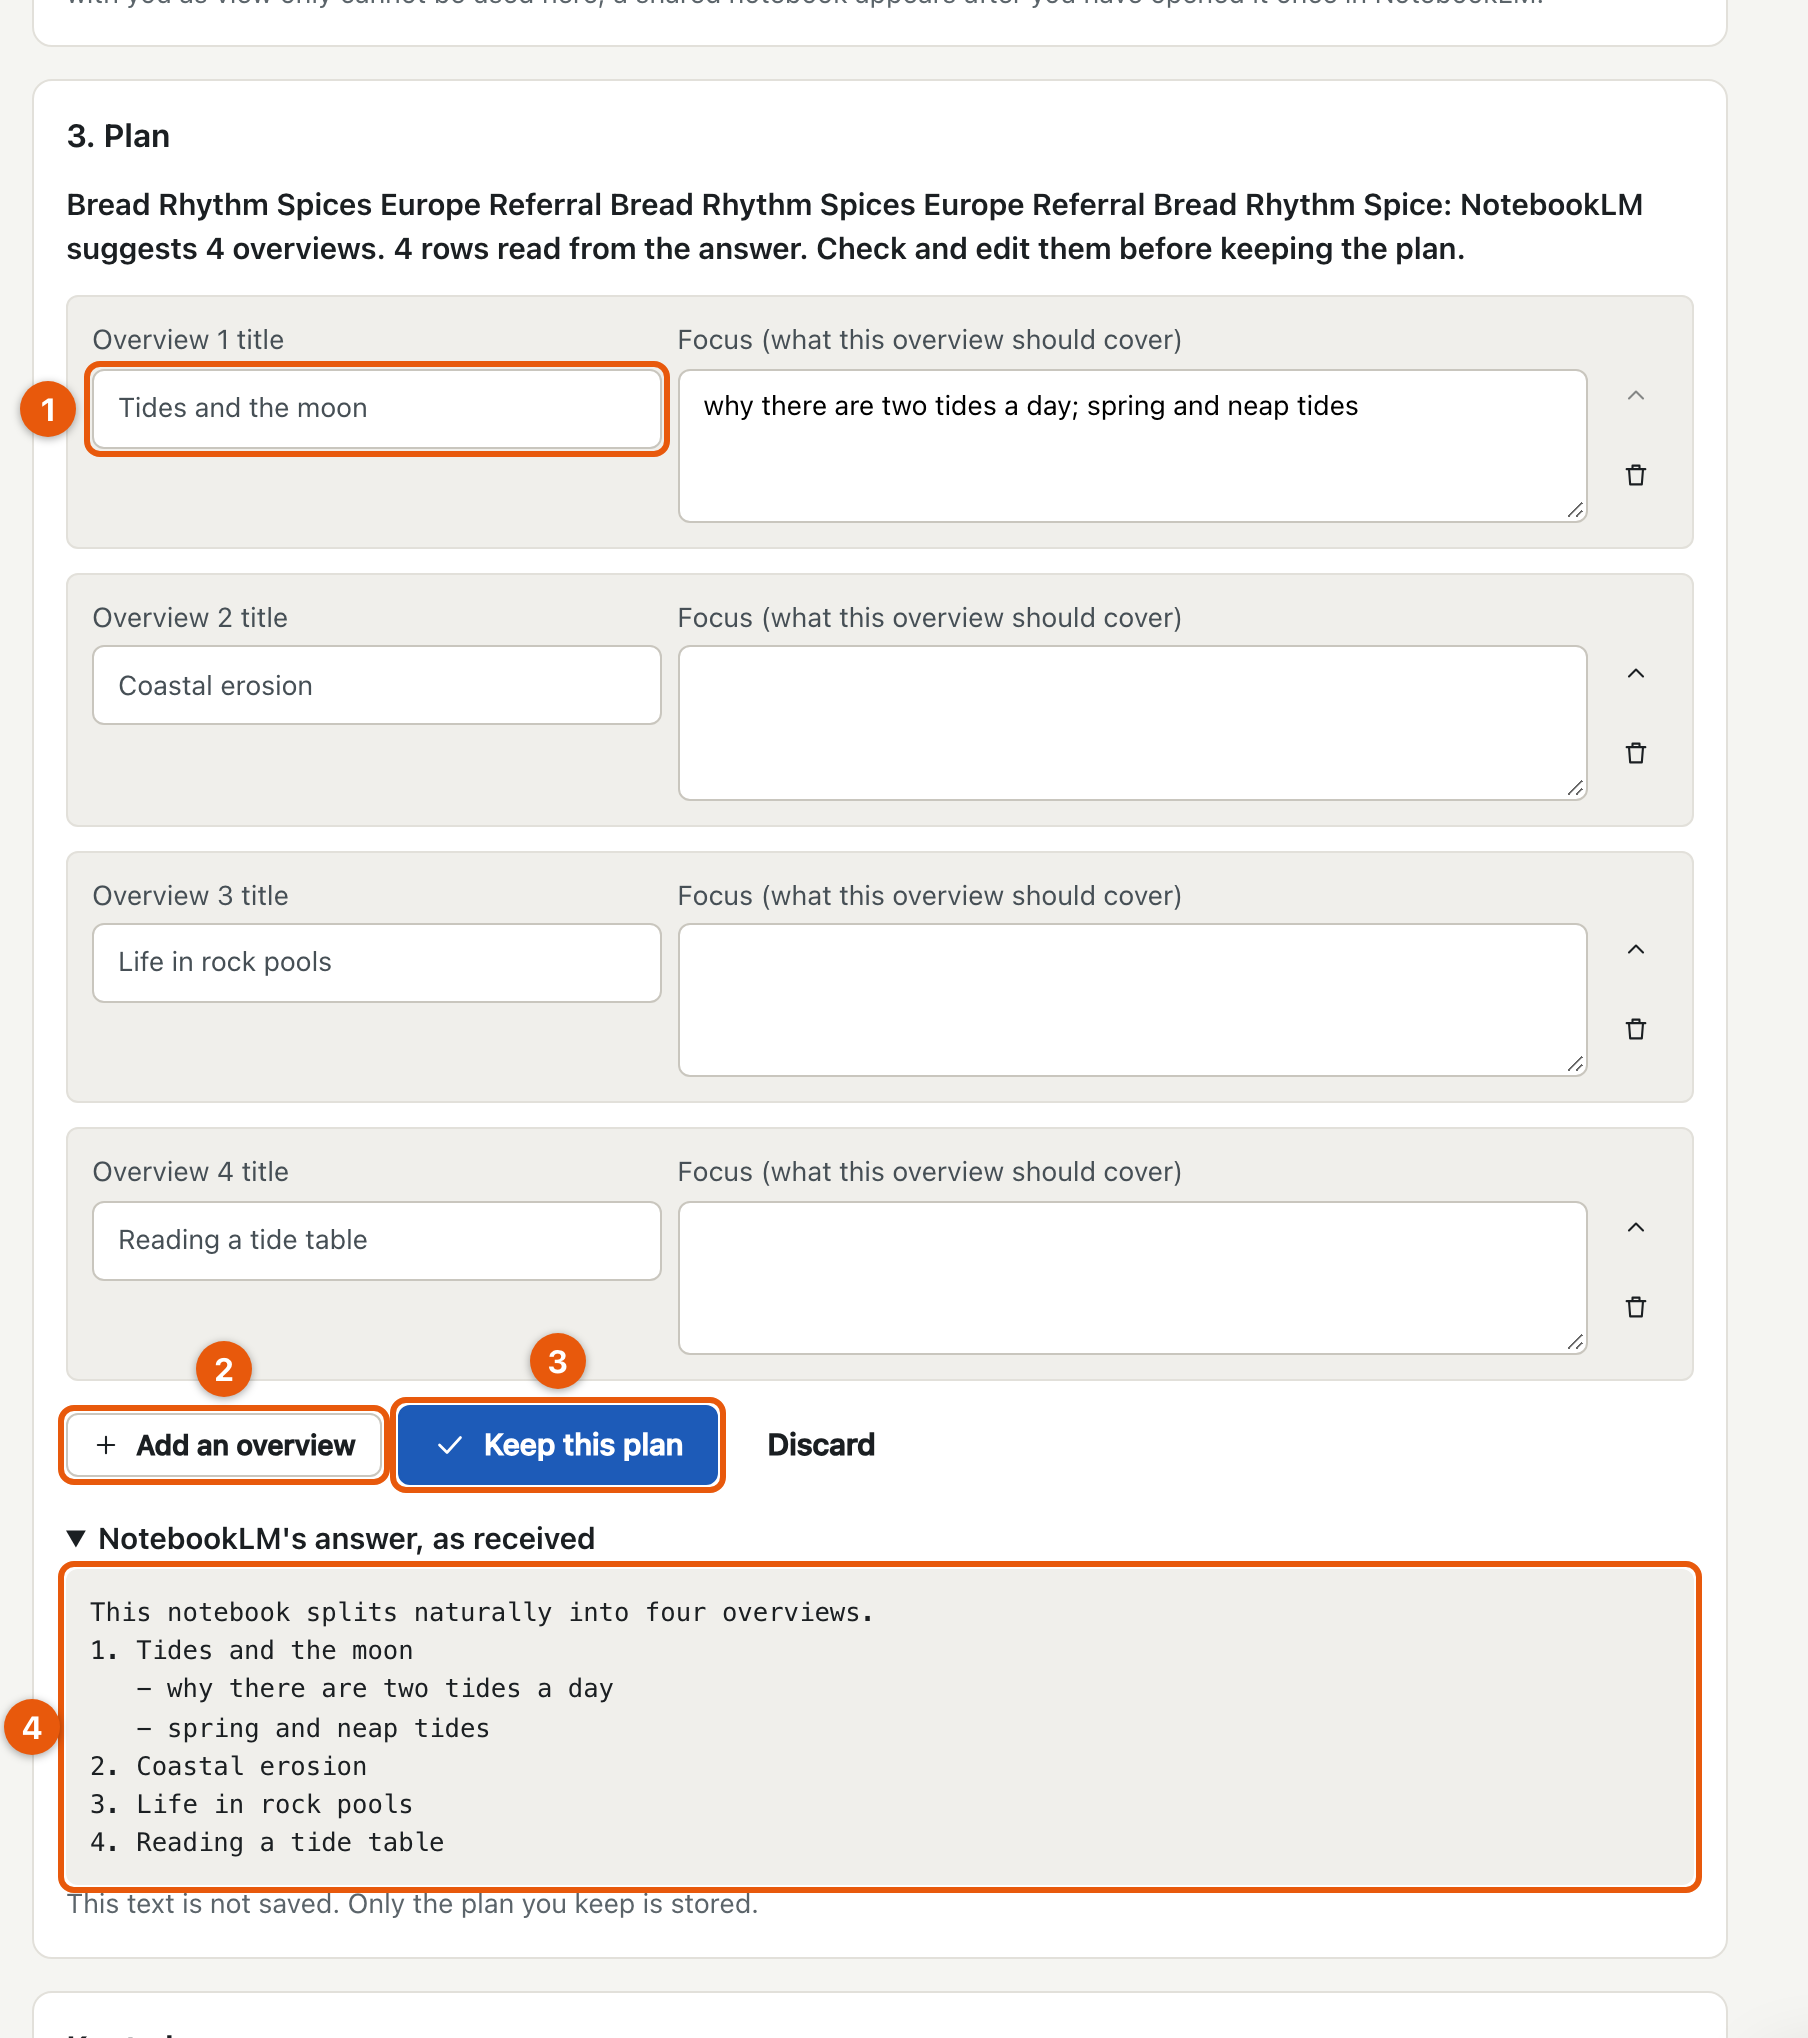 3. Plan
Bread Rhythm Spices Europe Referral Bread Rhythm Spices Europe Referral Bread Rhythm Spice: NotebookLM
suggests 4 overviews. 4 rows read from the answer. Check and edit them before keeping the plan.
Overview 1 title
Focus (what this overview should cover)
1
Tides and the moon
why there are two tides a day; spring and neap tides
Overview 2 title
Focus (what this overview should cover)
Coastal erosion
Overview 3 title
Focus (what this overview should cover)
Life in rock pools
Overview 4 title
Focus (what this overview should cover)
Reading a tide table
2
3
+ Add an overview
✓ Keep this plan
Discard
▼ NotebookLM's answer, as received
This notebook splits naturally into four overviews.
1. Tides and the moon
– why there are two tides a day
– spring and neap tides
4
2. Coastal erosion
3. Life in rock pools
4. Reading a tide table
This text is not saved. Only the plan you keep is stored.